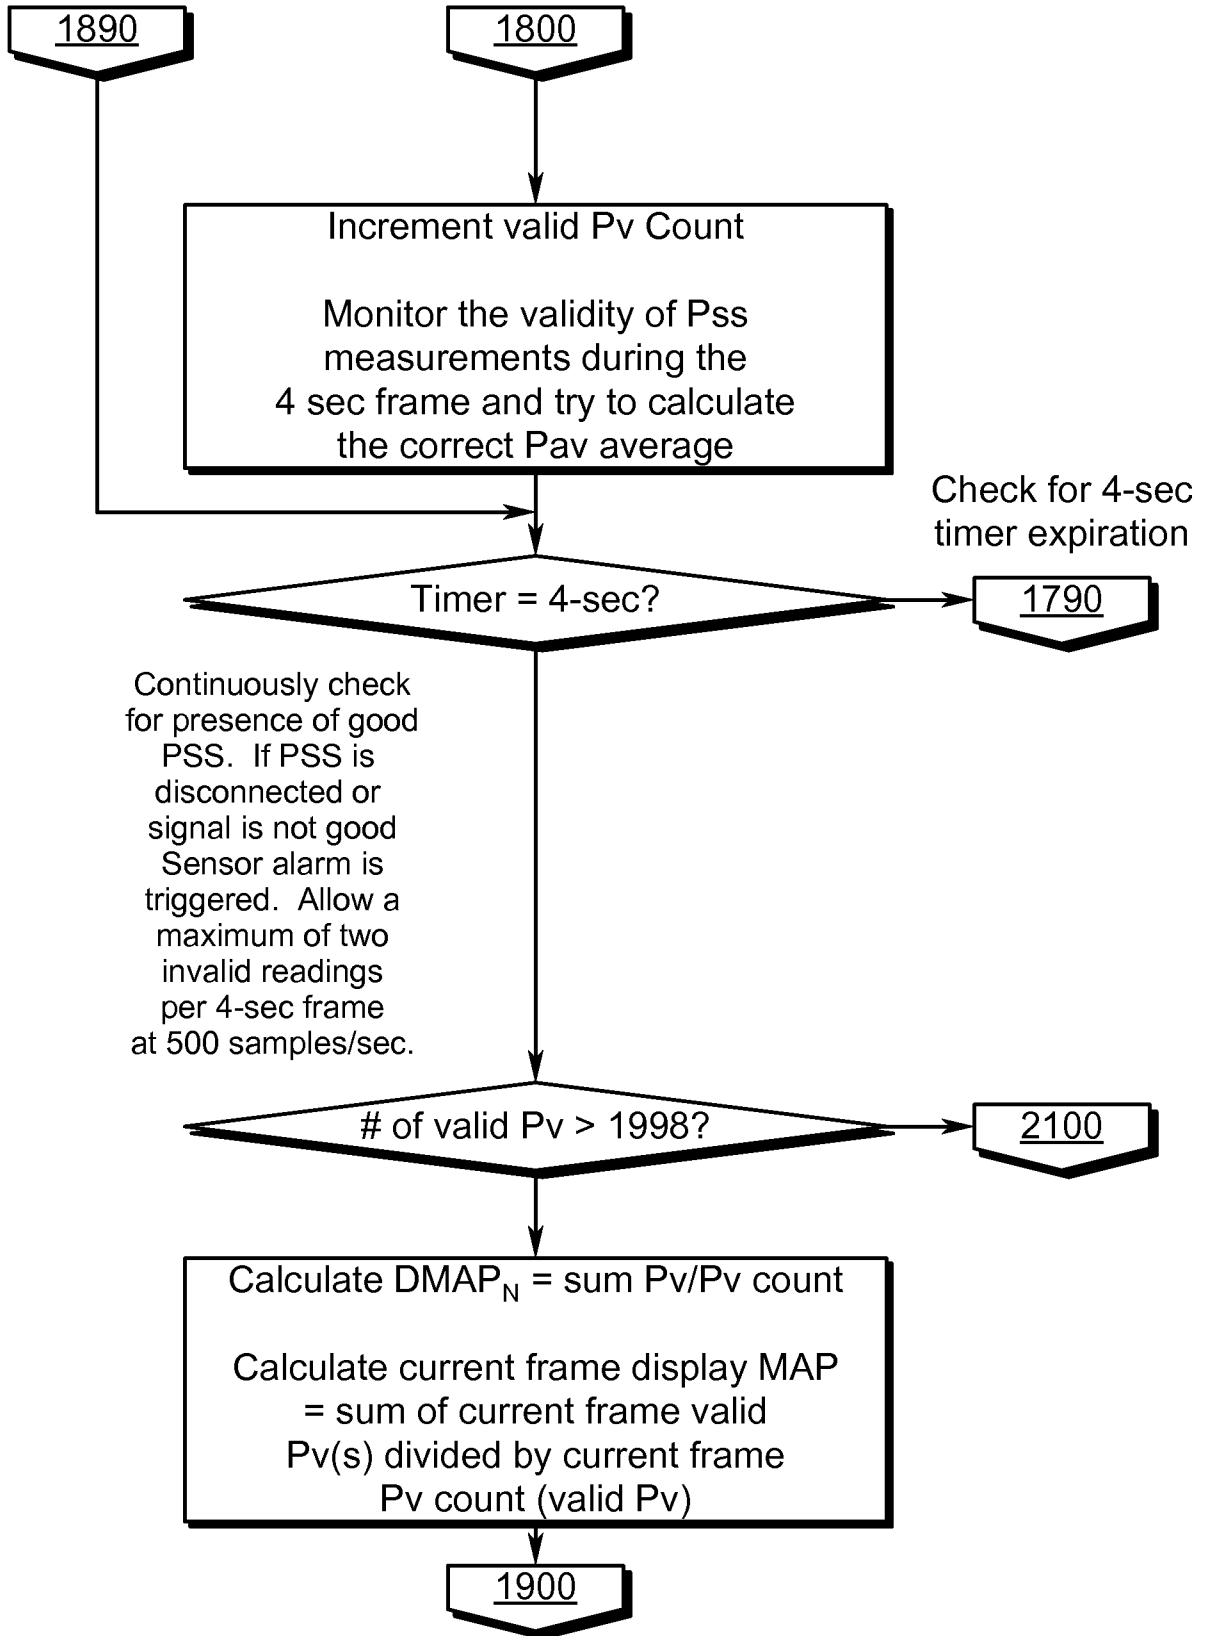 1890
1800
Increment valid Pv Count
Monitor the validity of Pss
measurements during the
4 sec frame and try to calculate
the correct Pav average
Check for 4-sec
timer expiration
Timer = 4-sec?
1790
Continuously check
for presence of good
PSS.  If PSS is
disconnected or
signal is not good
Sensor alarm is
triggered.  Allow a
maximum of two
invalid readings
per 4-sec frame
at 500 samples/sec.
# of valid Pv > 1998?
2100
Calculate DMAPN = sum Pv/Pv count
Calculate current frame display MAP
= sum of current frame valid
Pv(s) divided by current frame
Pv count (valid Pv)
1900